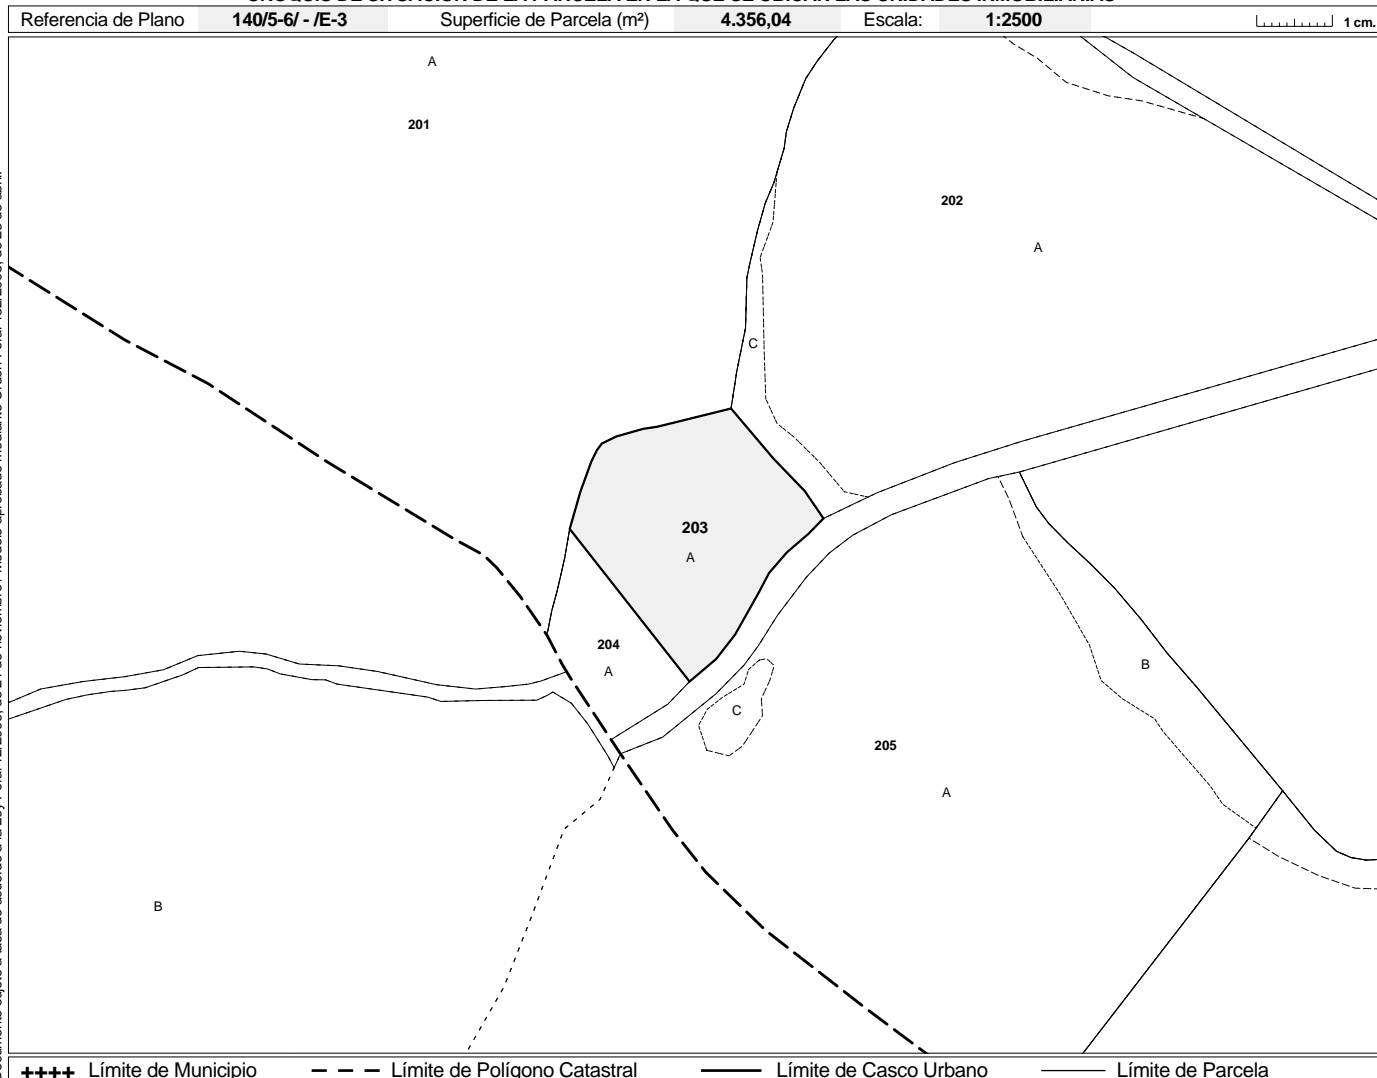 Referencia de Plano 140/5-6/ - /E-3 Superficie de Parcela (m²) 4.356,04 Escala: 1:2500 1 cm.
A
201
202
A
C
203
A
204
A
B
C
205
A
B
++++ Límite de Municipio Límite de Polígono Catastral Límite de Casco Urbano Límite de Parcela